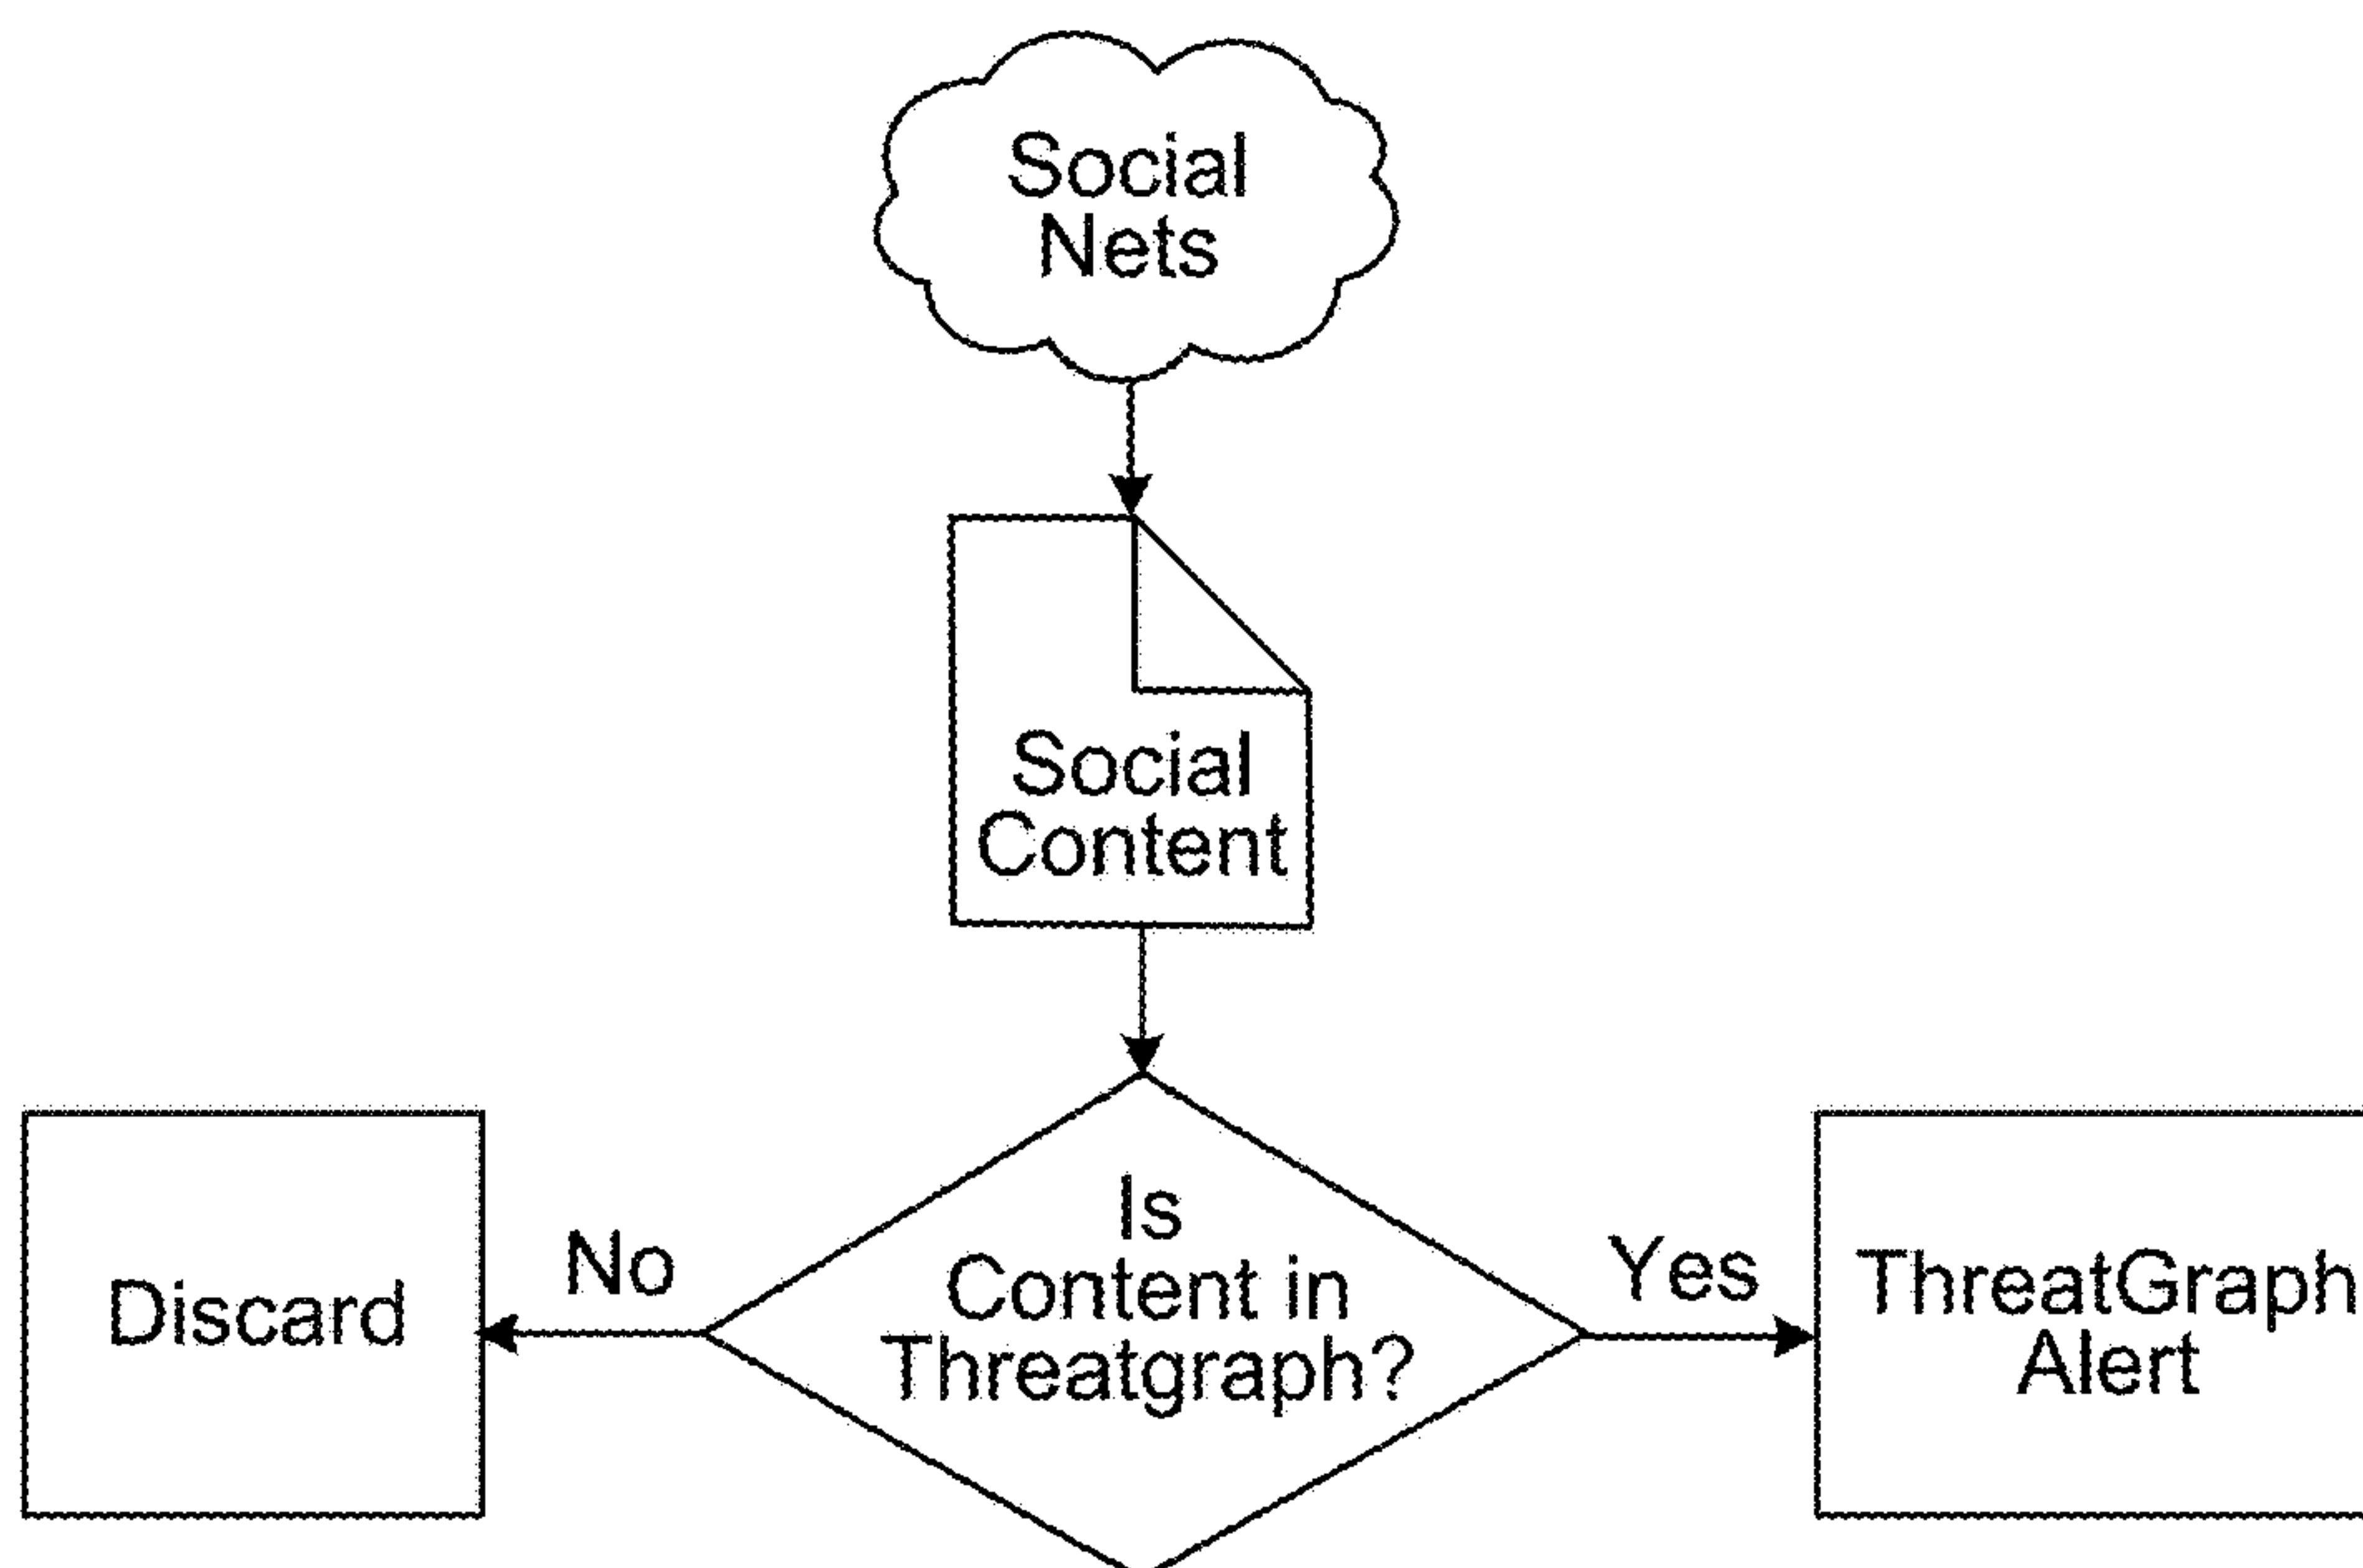 Social
Nets
Social
Content
Is
Content in
Threatgraph?
No
Discard
Yes
ThreatGraph
Alert